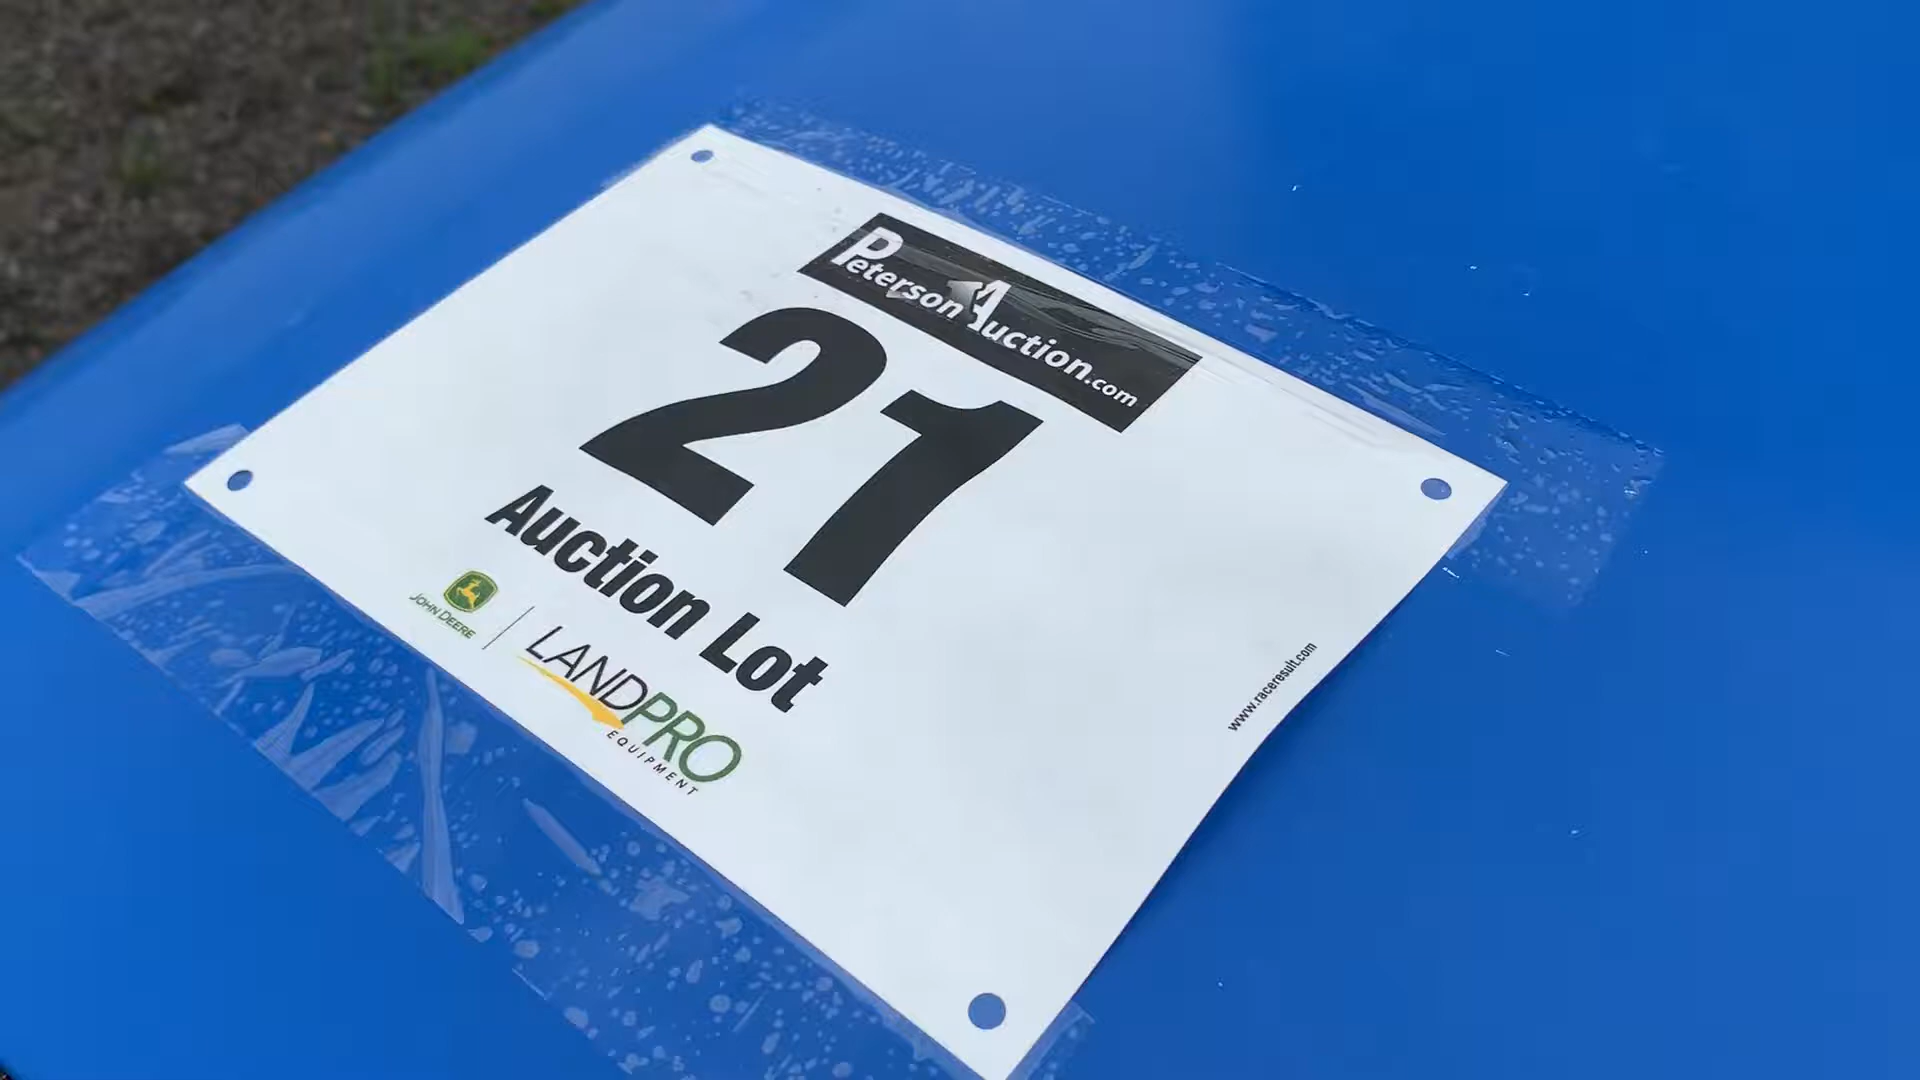 PetersonAuction.com
21
Auction Lot
JOHN DEERE
LANDPRO
EQUIPMENT
www.raceresult.com